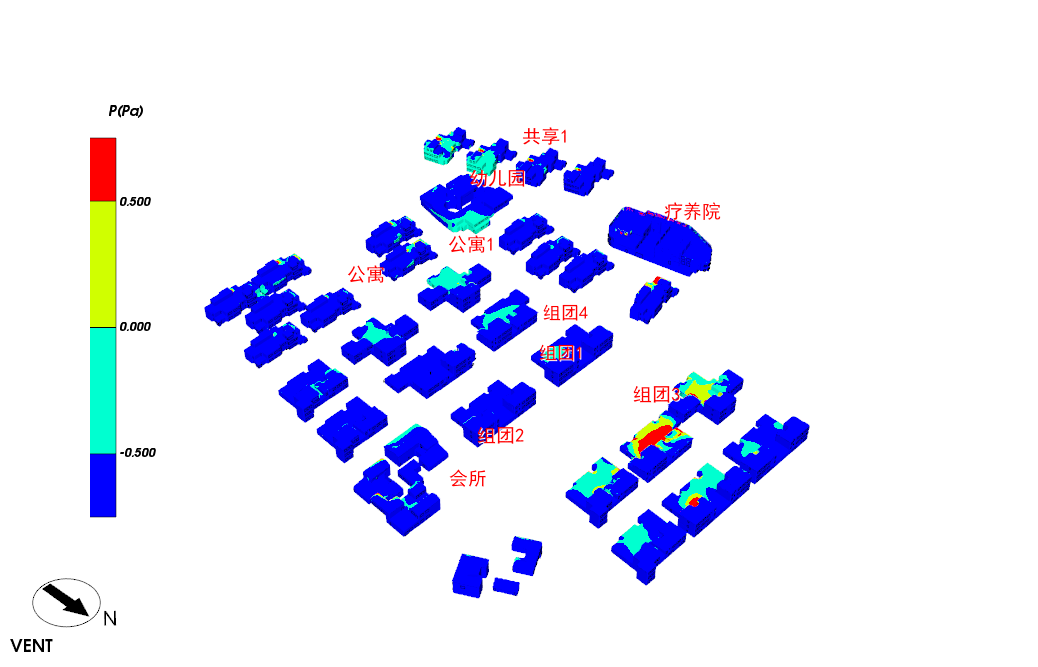 P(Pa)
0.500
0.000
-0.500
共享1
幼儿园
疗养院
公寓1
公寓
组团4
组团1
组团3
组团2
会所
N
VENT